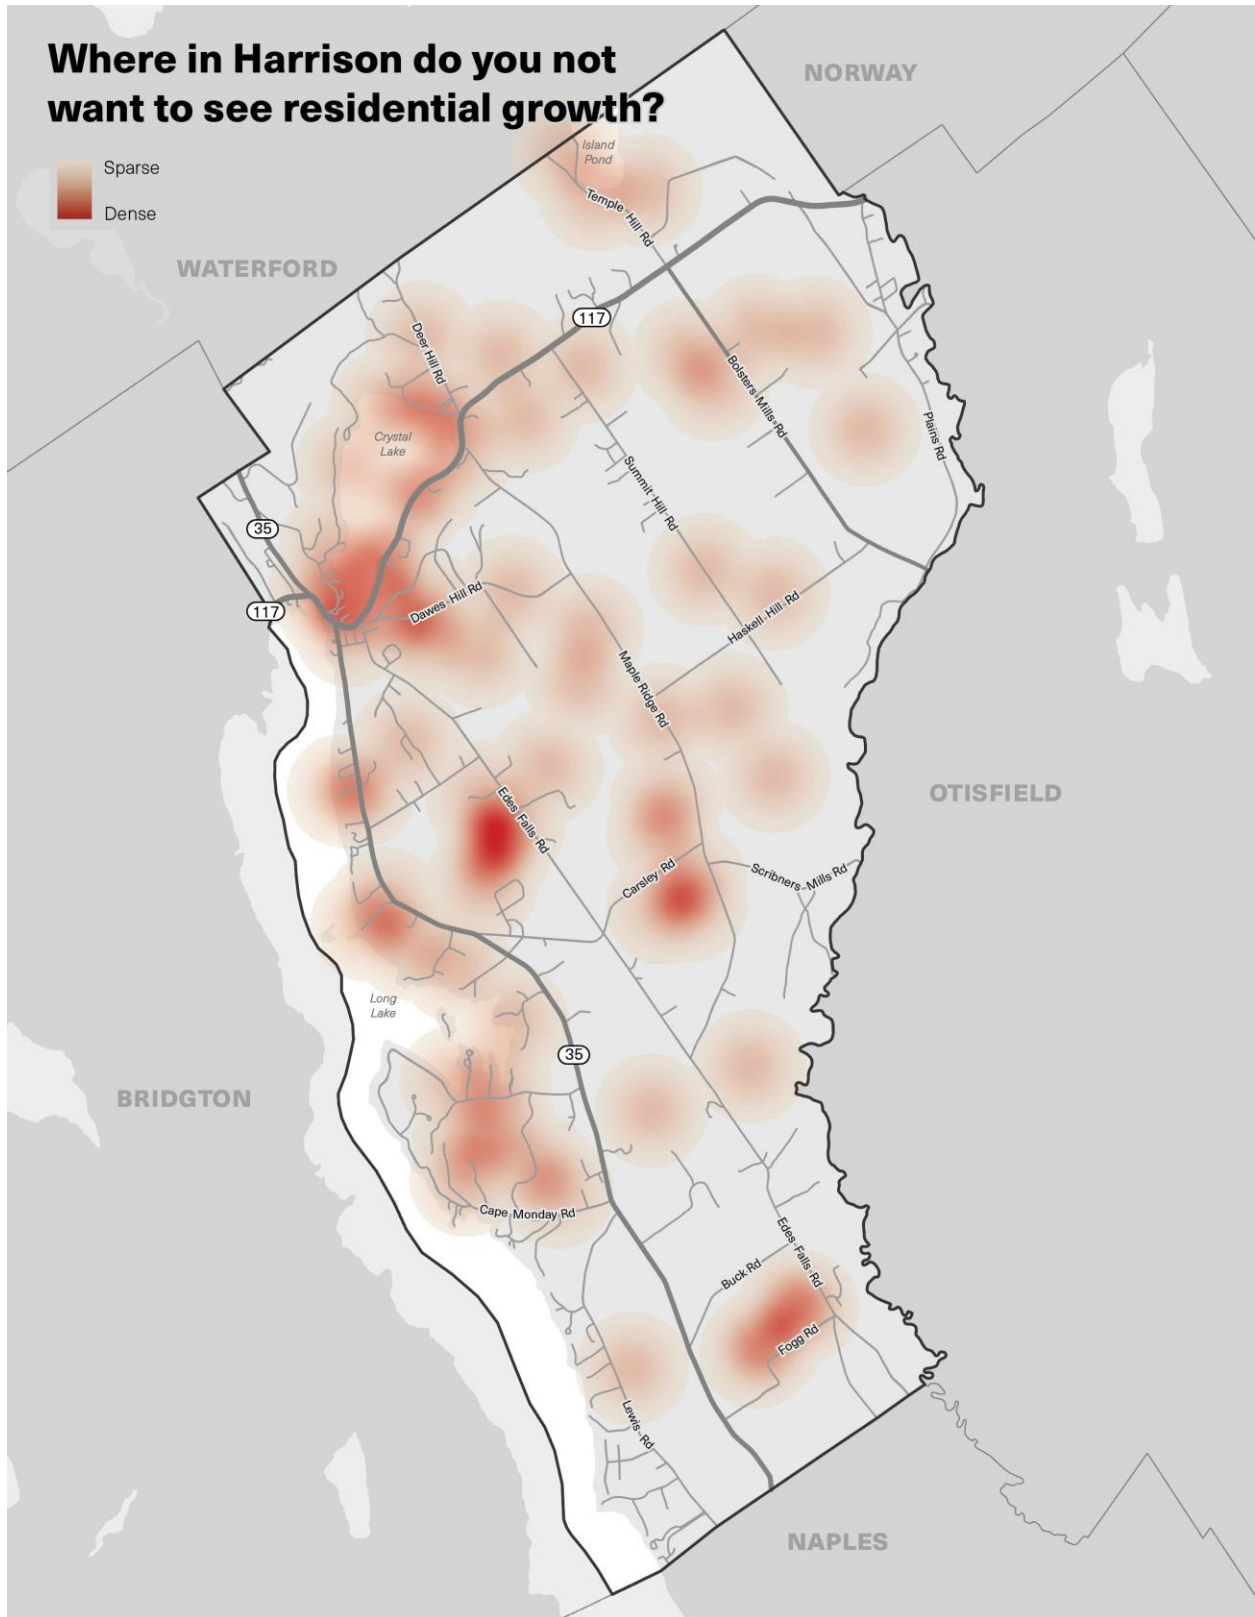 Where in Harrison do you not
want to see residential growth?
Sparse
Dense
NORWAY
Island
Pond
Temple Hill Rd
WATERFORD
117
Deer Hill Rd
Bolsters Mills Rd
Plains Rd
Crystal
Lake
Summit Hill Rd
35
117
Dawes Hill Rd
Haskell Hill Rd
Maple Ridge Rd
OTISFIELD
Edes Falls Rd
Carsley Rd
Scribners Mills Rd
Long
Lake
35
BRIDGTON
Cape Monday Rd
Edes Falls Rd
Buck Rd
Fogg Rd
Lewis Rd
NAPLES